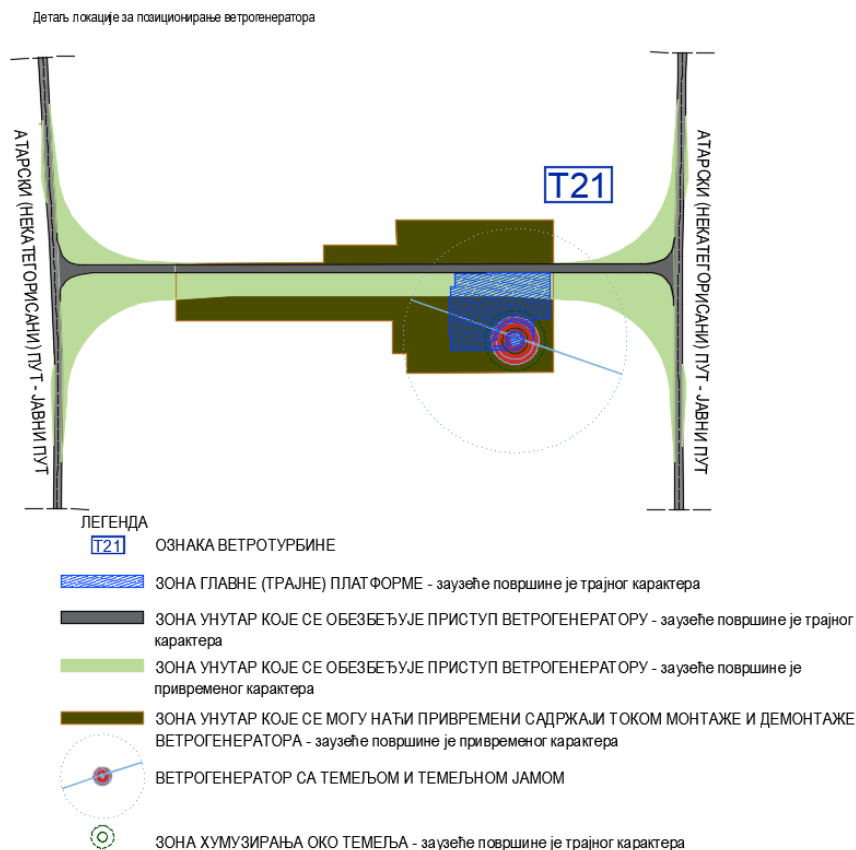 Детаљ локације за позиционирање ветрогенератора
АТАРСКИ (НЕКАТЕГОРИСАНИ) ПУТ - ЈАВНИ ПУТ
T21
АТАРСКИ (НЕКАТЕГОРИСАНИ) ПУТ - ЈАВНИ ПУТ
ЛЕГЕНДА
T21
ОЗНАКА ВЕТРОТУРБИНЕ
ЗОНА ГЛАВНЕ (ТРАЈНЕ) ПЛАТФОРМЕ - заузеће површине је трајног карактера
ЗОНА УНУТАР КОЈЕ СЕ ОБЕЗБЕЂУЈЕ ПРИСТУП ВЕТРОГЕНЕРАТОРУ - заузеће површине је трајног
карактера
ЗОНА УНУТАР КОЈЕ СЕ ОБЕЗБЕЂУЈЕ ПРИСТУП ВЕТРОГЕНЕРАТОРУ - заузеће површине је
привременог карактера
ЗОНА УНУТАР КОЈЕ СЕ МОГУ НАЋИ ПРИВРЕМЕНИ САДРЖАЈИ ТОКОМ МОНТАЖЕ И ДЕМОНТАЖЕ
ВЕТРОГЕНЕРАТОРА - заузеће површине је привременог карактера
ВЕТРОГЕНЕРАТОР СА ТЕМЕЉОМ И ТЕМЕЉНОМ ЈАМОМ
ЗОНА ХУМУЗИРАЊА ОКО ТЕМЕЉА - заузеће површине је трајног карактера